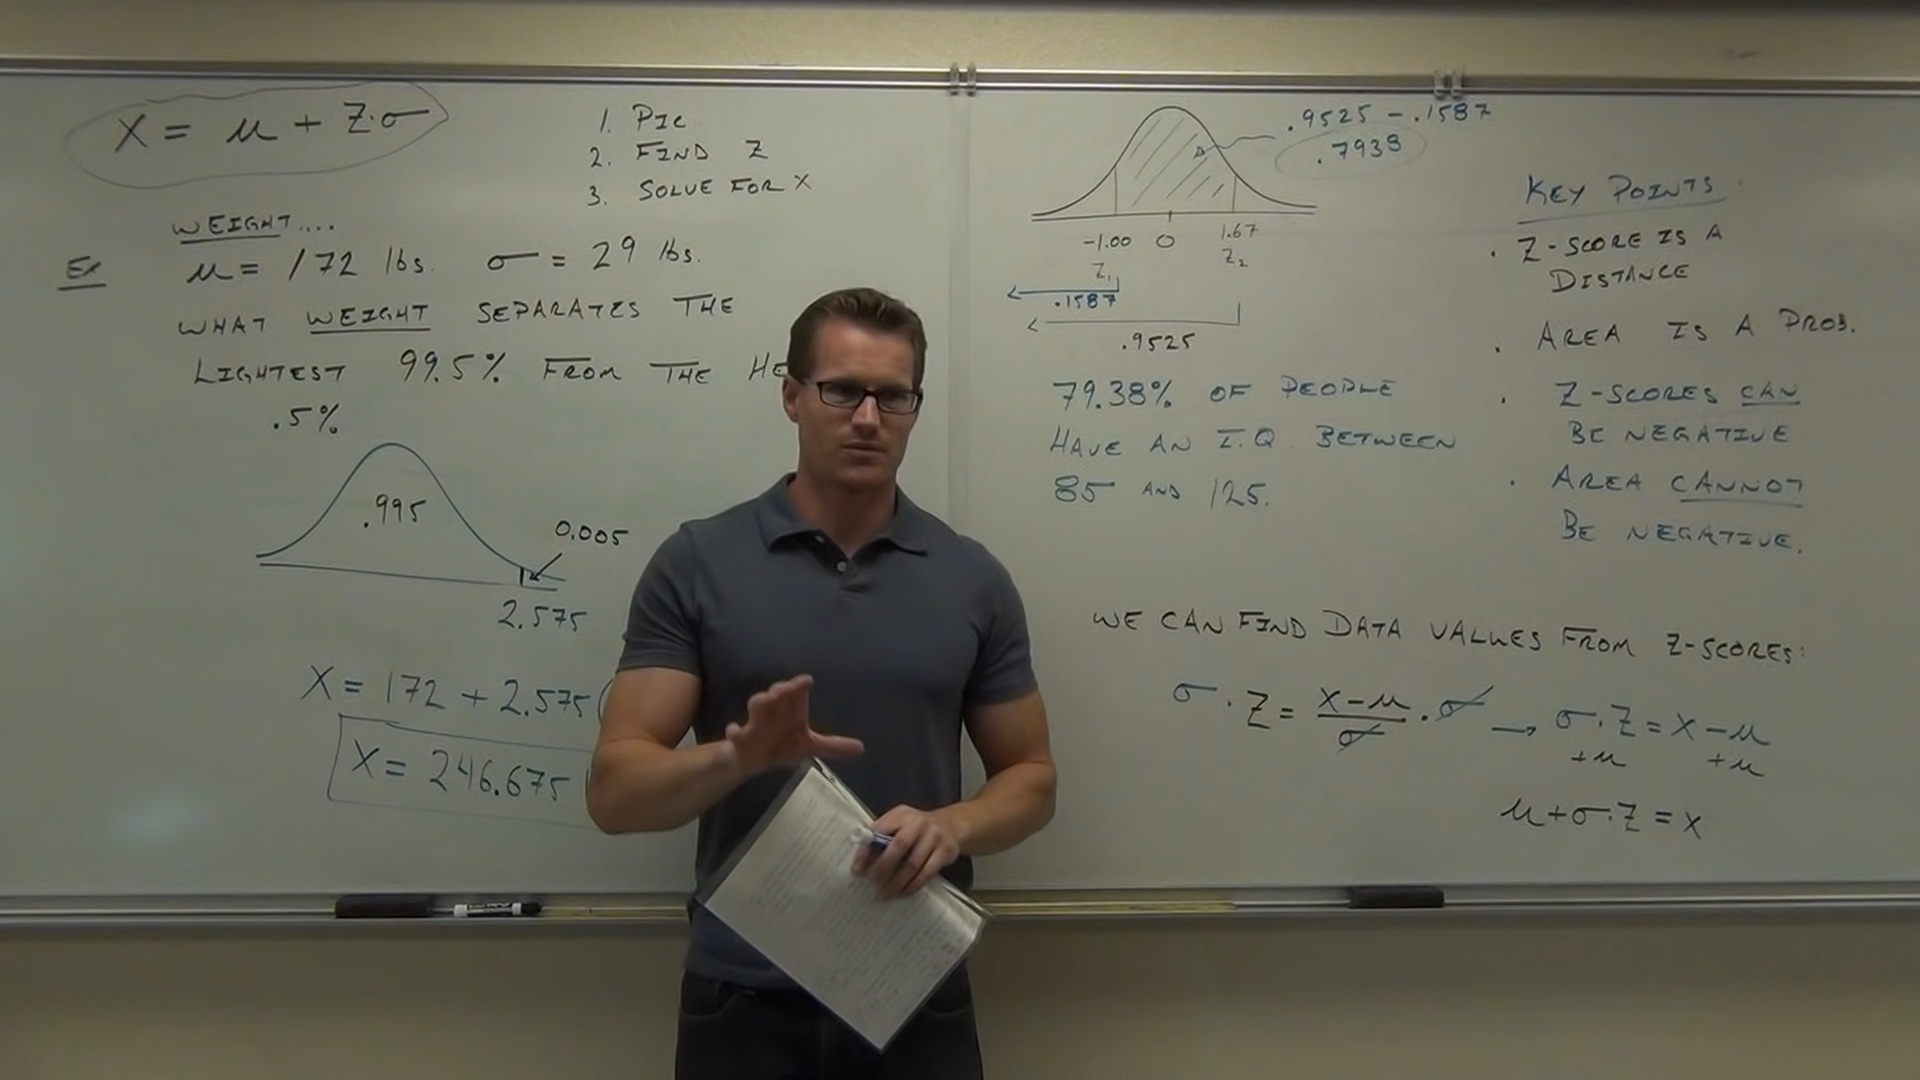 X = μ + Z·σ
1. PIC
2. FIND Z
3. SOLVE FOR X
WEIGHT....
Ex
μ = 172 lbs. σ = 29 lbs.
WHAT WEIGHT SEPARATES THE
LIGHTEST 99.5% FROM THE HE
.5%
.995
0.005
2.575
X = 172 + 2.575
X = 246.675
.9525 - .1587
.7938
-1.00 0 1.67
Z₁ Z₂
.1587
.9525
79.38% OF PEOPLE
HAVE AN I.Q. BETWEEN
85 AND 125.
KEY POINTS:
· Z-SCORE IS A
DISTANCE
· AREA IS A PROB.
· Z-SCORES CAN
BE NEGATIVE
· AREA CANNOT
BE NEGATIVE.
WE CAN FIND DATA VALUES FROM Z-SCORES:
σ · Z = (X-μ)/σ · σ → σ·Z = X-μ
+μ +μ
μ+σ·Z = X